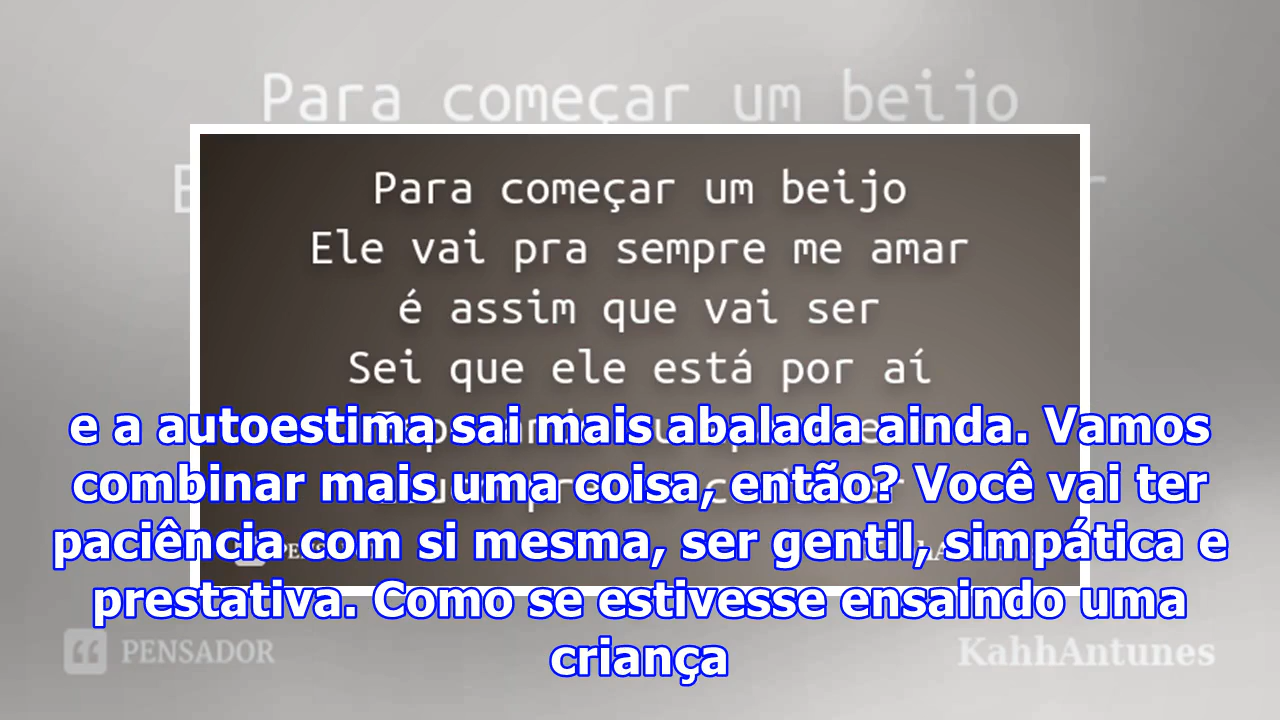 Para começar um beijo
Para começar um beijo
Ele vai pra sempre me amar
é assim que vai ser
Sei que ele está por aí
e a autoestima sai mais abalada ainda. Vamos
combinar mais uma coisa, então? Você vai ter
paciência com si mesma, ser gentil, simpática e
prestativa. Como se estivesse ensaindo uma
criança
PENSADOR
KahhAntunes